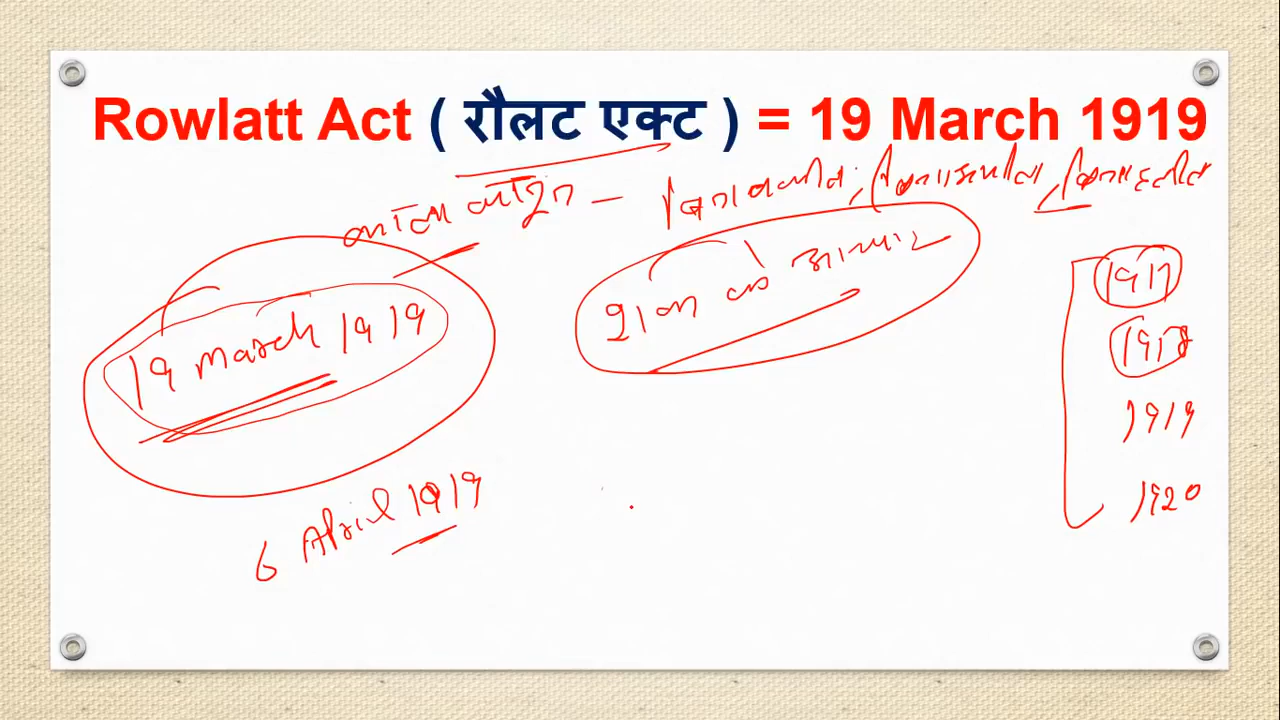 Rowlatt Act ( रौलट एक्ट ) = 19 March 1919
काला कानून – बिना वकील, बिना अपील, बिना दलील
19 March 1919
शक के आधार
1917
1918
1919
1920
6 April 1919